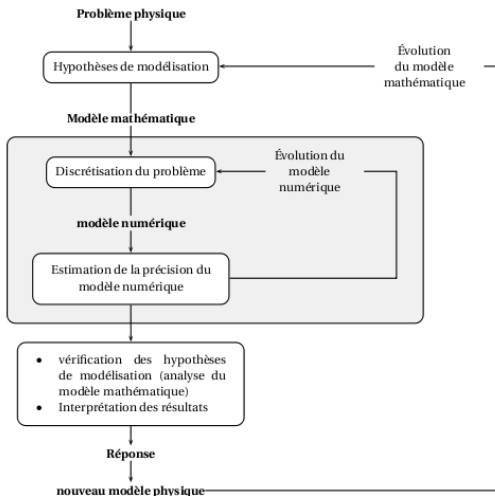 Problème physique
Hypothèses de modélisation
Évolution
du modèle
mathématique
Modèle mathématique
Discrétisation du problème
Évolution du
modèle
numérique
modèle numérique
Estimation de la précision du
modèle numérique
• vérification des hypothèses
de modélisation (analyse du
modèle mathématique)
• Interprétation des résultats
Réponse
nouveau modèle physique